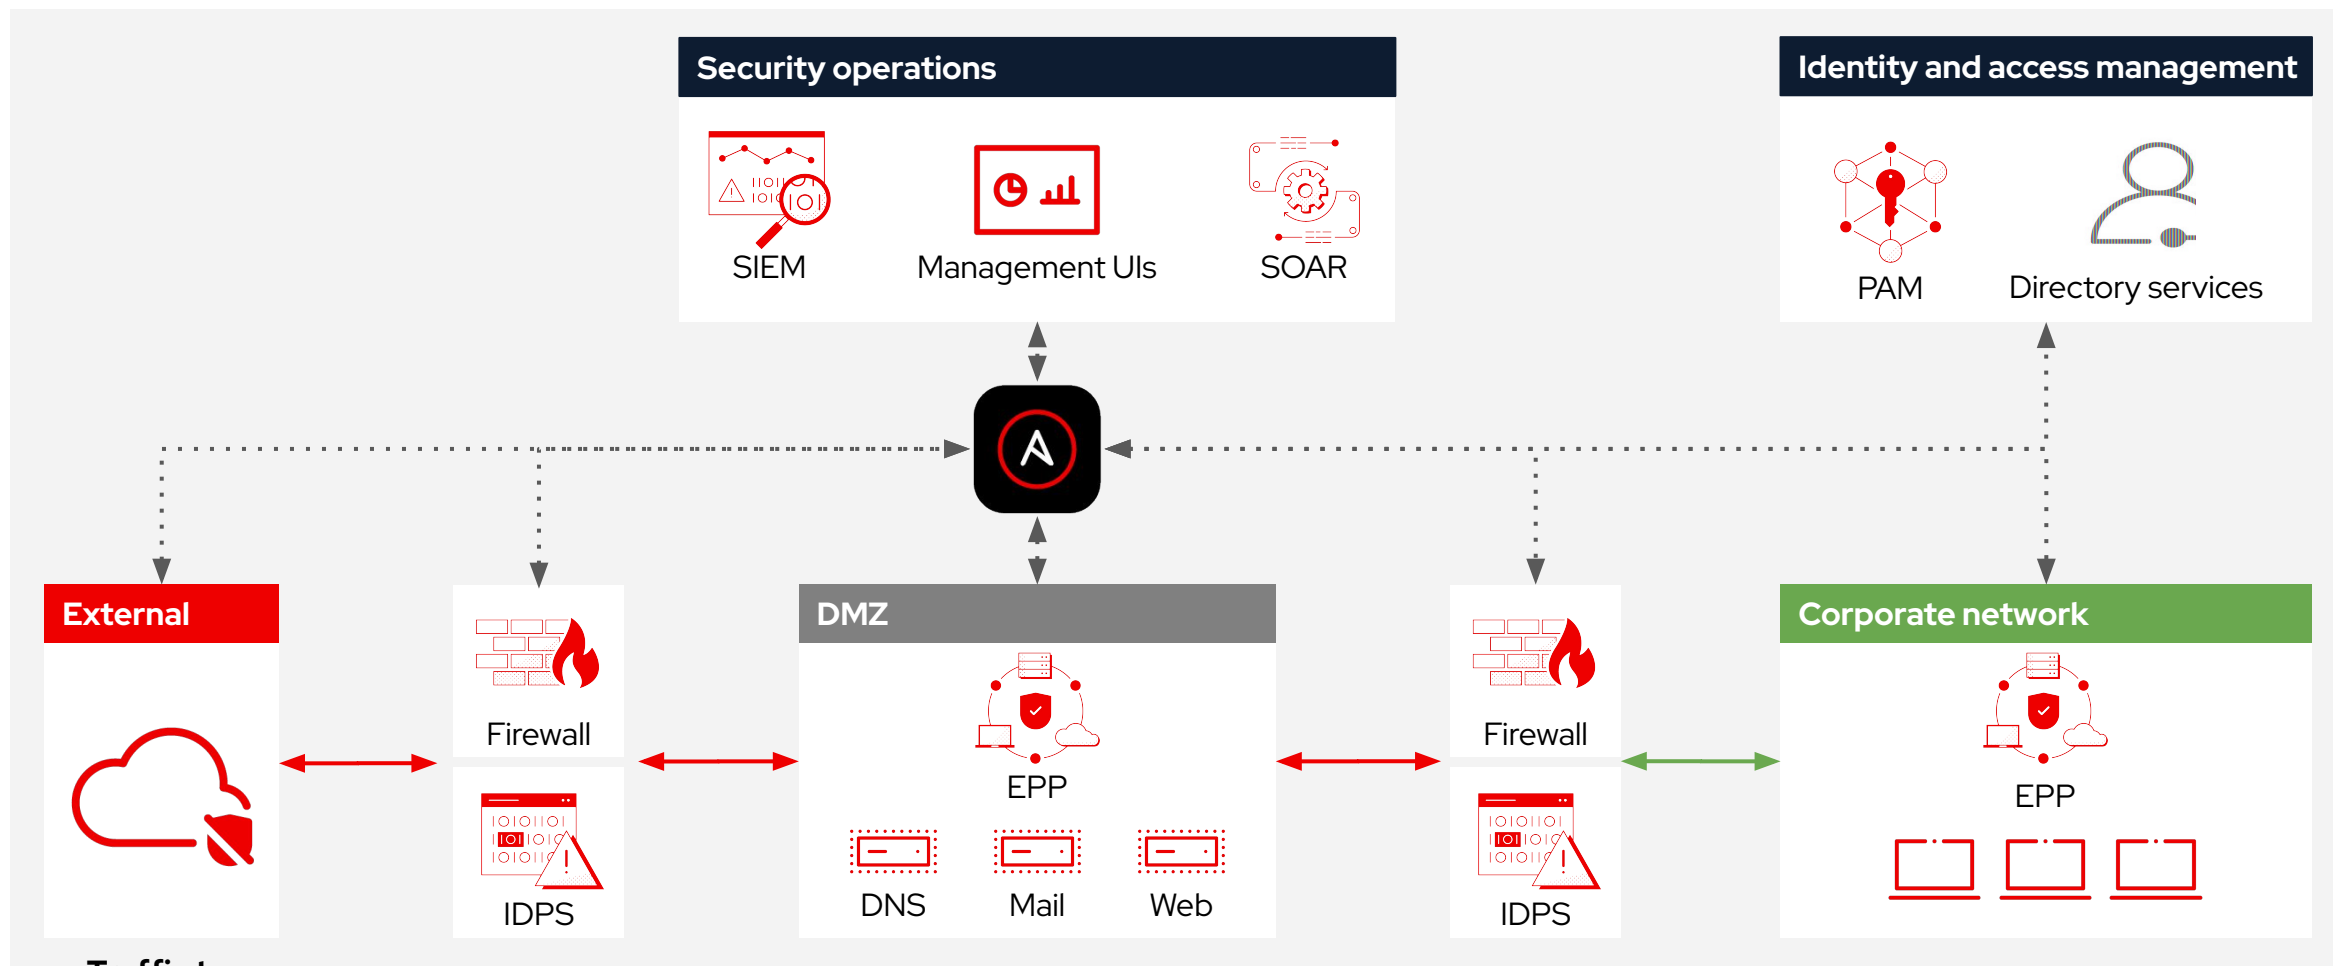 Security operations
Identity and access management
SIEM
Management UIs
SOAR
PAM
Directory services
External
Firewall
IDPS
DMZ
EPP
DNS
Mail
Web
Firewall
IDPS
Corporate network
EPP